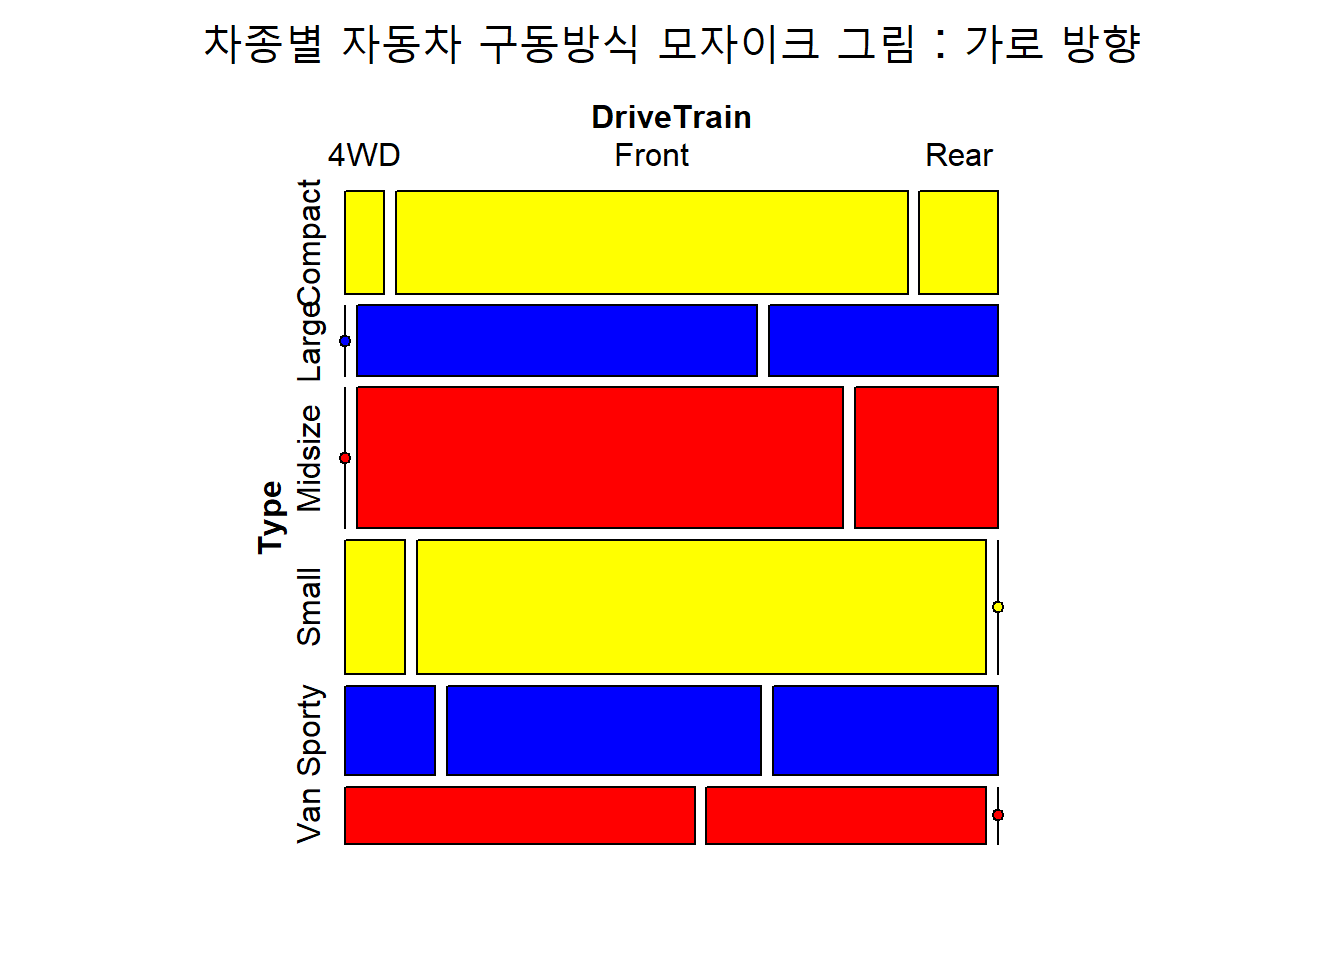 차종별 자동차 구동방식 모자이크 그림 : 가로 방향
DriveTrain
4WD Front Rear
Type
Compact
Large
Midsize
Small
Sporty
Van